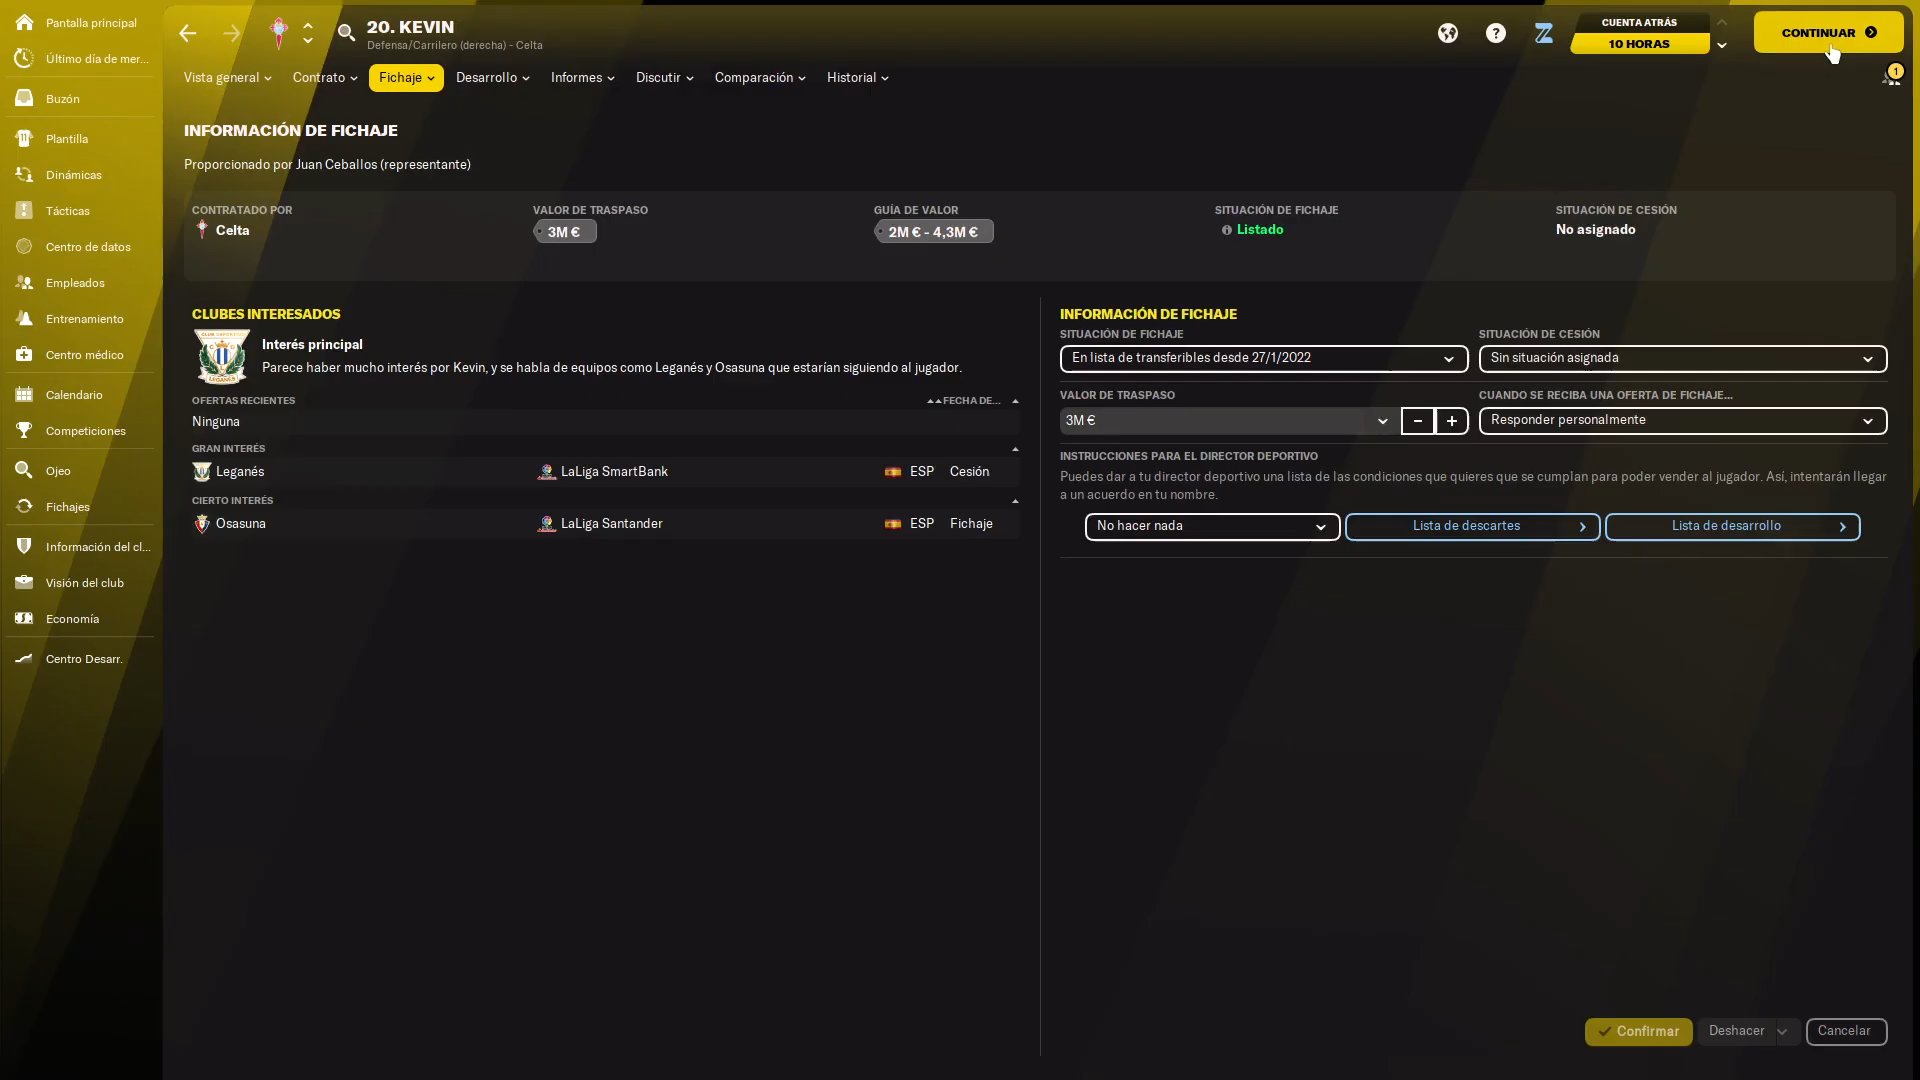 Pantalla principal
Último día de mer...
Buzón
Plantilla
Dinámicas
Tácticas
Centro de datos
Empleados
Entrenamiento
Centro médico
Calendario
Competiciones
Ojeo
Fichajes
Información del cl...
Visión del club
Economía
Centro Desarr.
20. KEVIN
Defensa/Carrilero (derecha) - Celta
CUENTA ATRÁS
10 HORAS
CONTINUAR
1
Vista general
Contrato
Fichaje
Desarrollo
Informes
Discutir
Comparación
Historial
INFORMACIÓN DE FICHAJE
Proporcionado por Juan Ceballos (representante)
CONTRATADO POR
Celta
VALOR DE TRASPASO
3M €
GUÍA DE VALOR
2M € - 4,3M €
SITUACIÓN DE FICHAJE
Listado
SITUACIÓN DE CESIÓN
No asignado
CLUBES INTERESADOS
Interés principal
Parece haber mucho interés por Kevin, y se habla de equipos como Leganés y Osasuna que estarían siguiendo al jugador.
OFERTAS RECIENTES
FECHA DE...
Ninguna
GRAN INTERÉS
Leganés LaLiga SmartBank ESP Cesión
CIERTO INTERÉS
Osasuna LaLiga Santander ESP Fichaje
INFORMACIÓN DE FICHAJE
SITUACIÓN DE FICHAJE
En lista de transferibles desde 27/1/2022
SITUACIÓN DE CESIÓN
Sin situación asignada
VALOR DE TRASPASO
3M €
CUANDO SE RECIBA UNA OFERTA DE FICHAJE...
Responder personalmente
INSTRUCCIONES PARA EL DIRECTOR DEPORTIVO
Puedes dar a tu director deportivo una lista de las condiciones que quieres que se cumplan para poder vender al jugador. Así, intentarán llegar
a un acuerdo en tu nombre.
No hacer nada
Lista de descartes
Lista de desarrollo
Confirmar
Deshacer
Cancelar